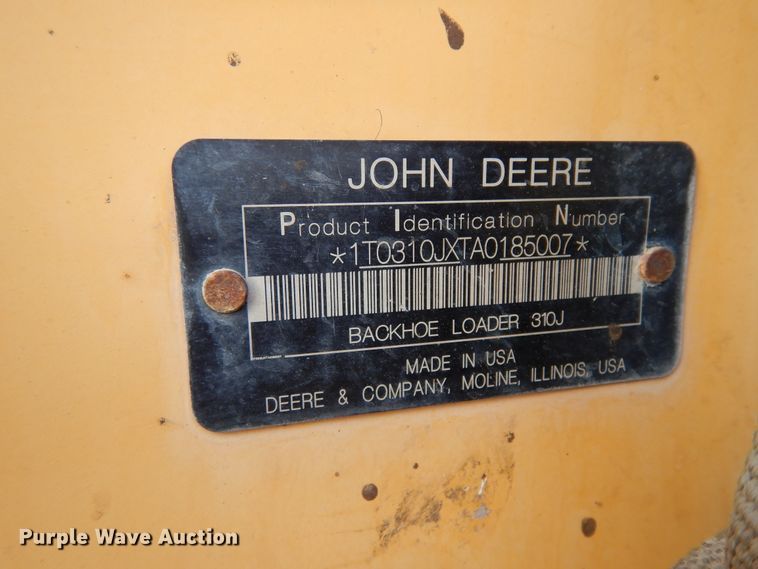 JOHN DEERE
Product Identification Number
*1T0310JXTA0185007*
BACKHOE LOADER 310J
MADE IN USA
DEERE & COMPANY, MOLINE, ILLINOIS, USA
Purple Wave Auction